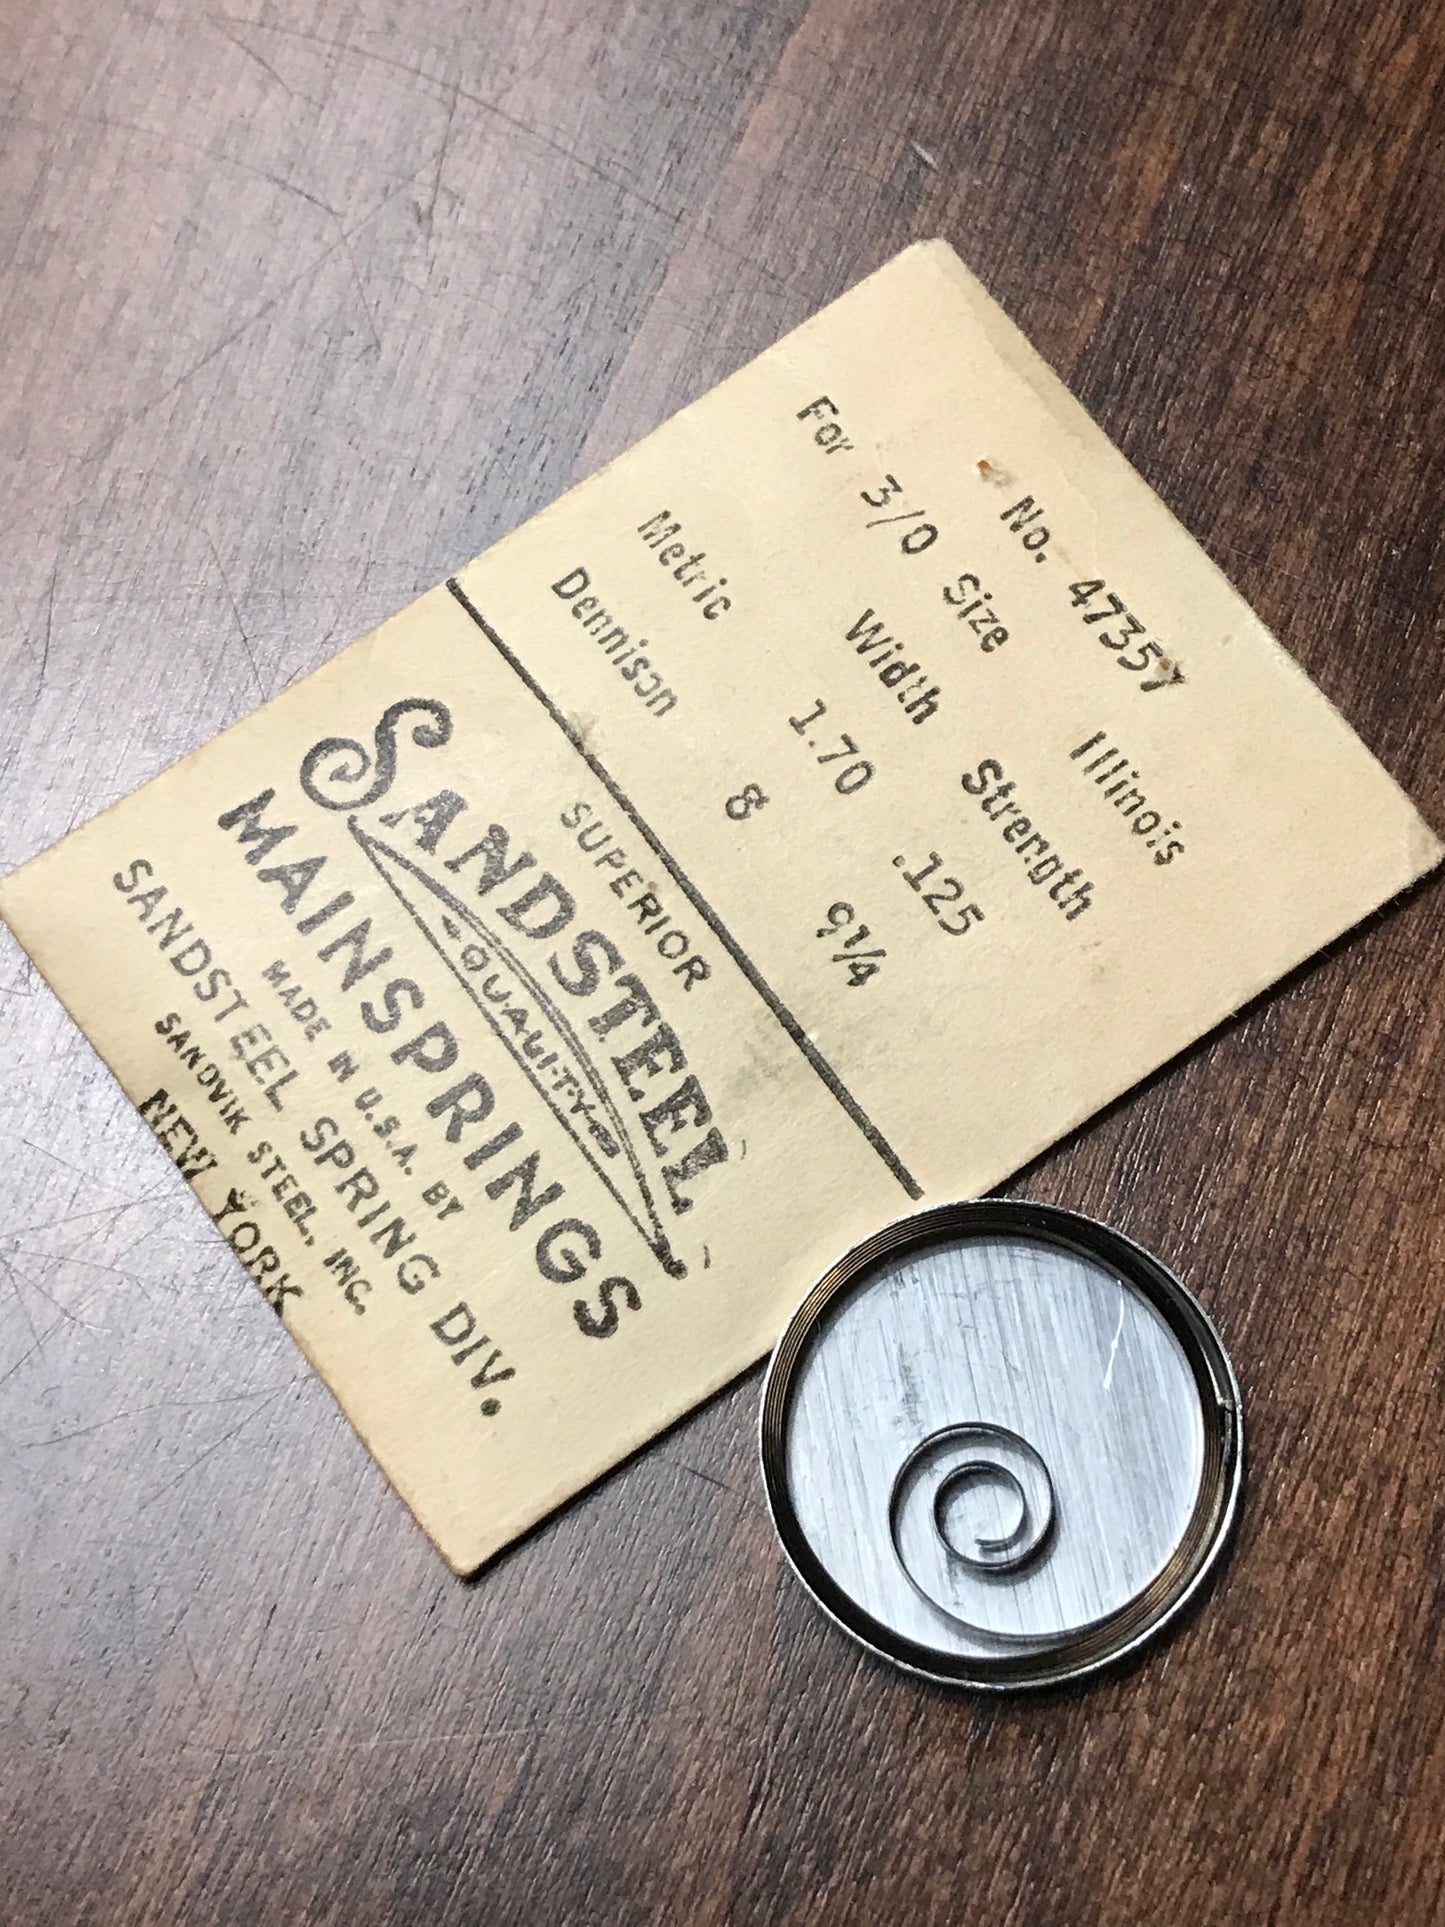 No. 47357 Illinois
For 3/0 Size
Width Strength
Metric 1.70 .125
Dennison 8 9¼
SUPERIOR
SANDSTEEL
QUALITY
MAINSPRINGS
MADE IN U.S.A. BY
SANDSTEEL SPRING DIV.
SANDVIK STEEL, INC.
NEW YORK